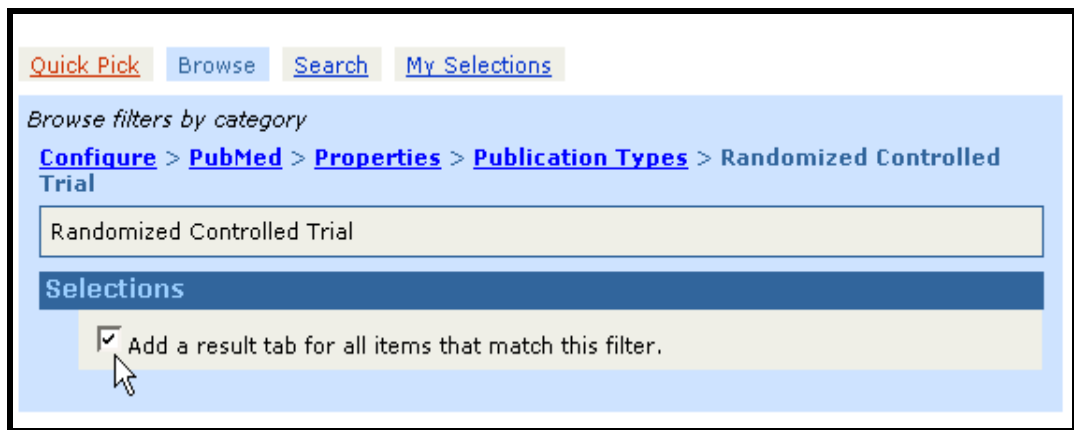 Quick Pick Browse Search My Selections
Browse filters by category
Configure > PubMed > Properties > Publication Types > Randomized Controlled
Trial
Randomized Controlled Trial
Selections
Add a result tab for all items that match this filter.